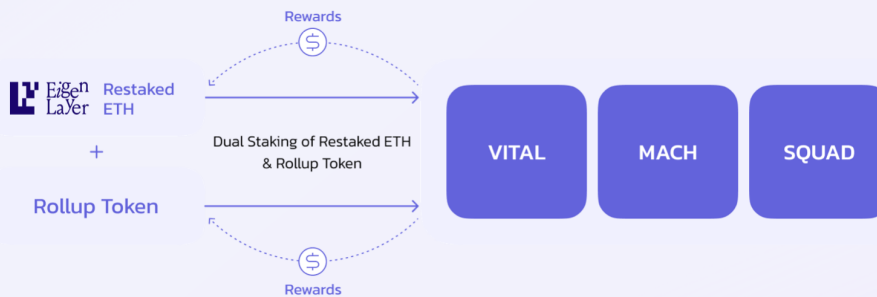 Rewards
Eigen Layer
Restaked ETH
+
Rollup Token
Dual Staking of Restaked ETH
& Rollup Token
Rewards
VITAL
MACH
SQUAD